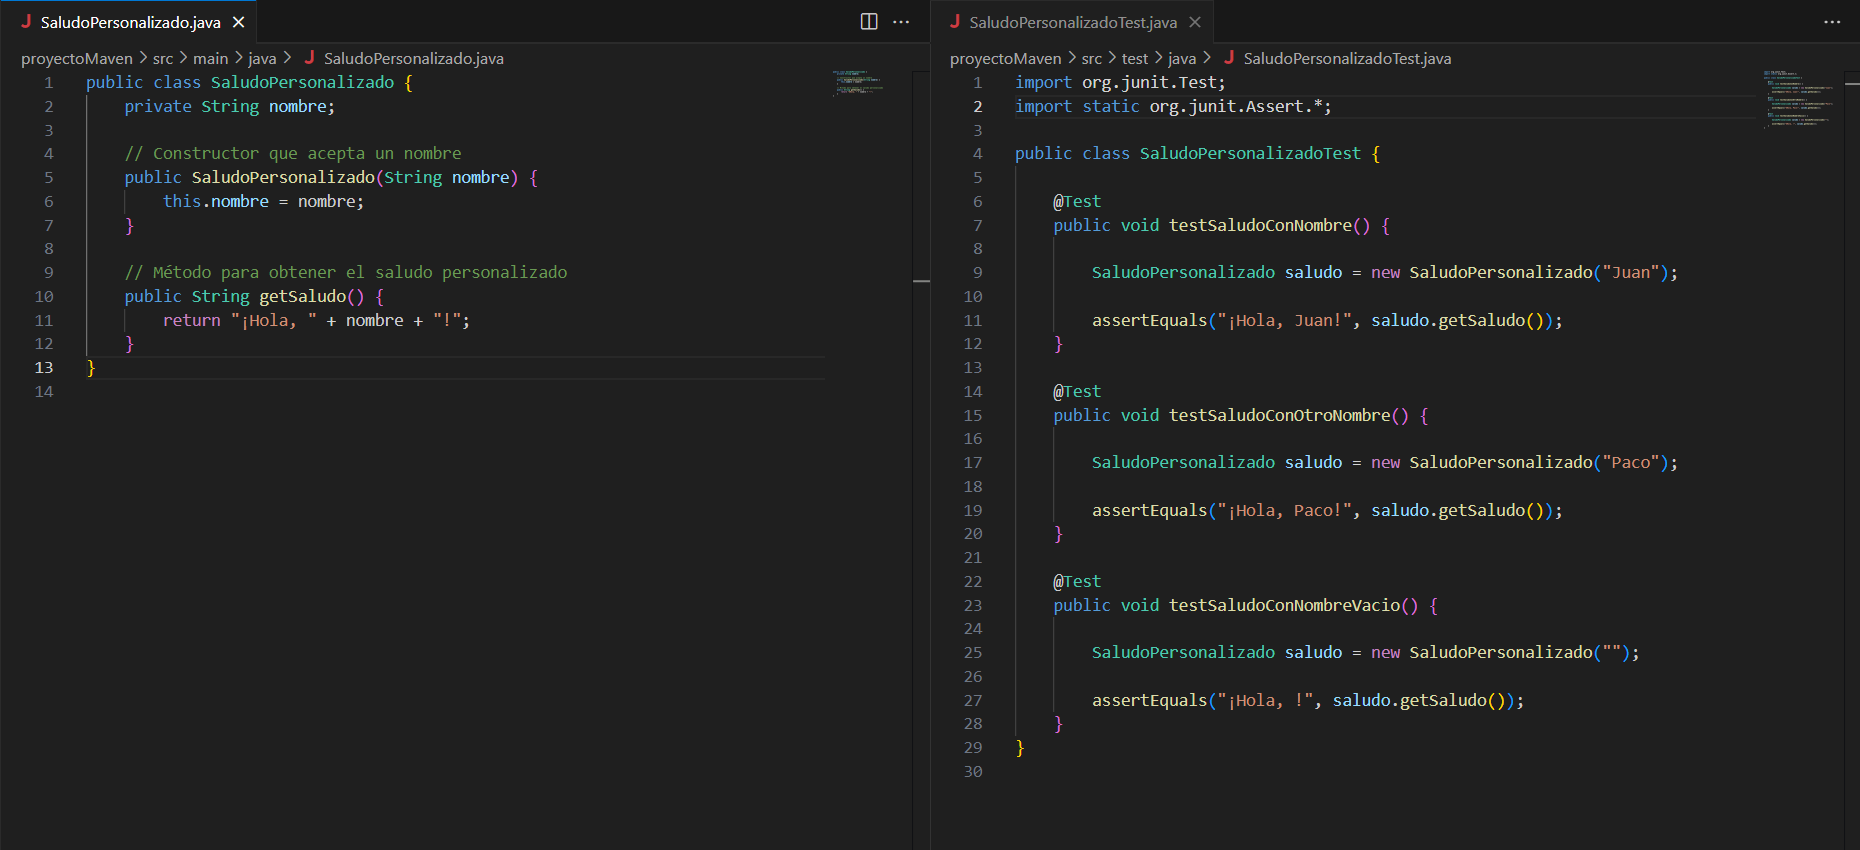 SaludoPersonalizado.java
proyectoMaven > src > main > java > SaludoPersonalizado.java
1 public class SaludoPersonalizado {
2     private String nombre;
3
4     // Constructor que acepta un nombre
5     public SaludoPersonalizado(String nombre) {
6         this.nombre = nombre;
7     }
8
9     // Método para obtener el saludo personalizado
10     public String getSaludo() {
11         return "¡Hola, " + nombre + "!";
12     }
13 }
14
SaludoPersonalizadoTest.java
proyectoMaven > src > test > java > SaludoPersonalizadoTest.java
1 import org.junit.Test;
2 import static org.junit.Assert.*;
3
4 public class SaludoPersonalizadoTest {
5
6     @Test
7     public void testSaludoConNombre() {
8
9         SaludoPersonalizado saludo = new SaludoPersonalizado("Juan");
10
11         assertEquals("¡Hola, Juan!", saludo.getSaludo());
12     }
13
14     @Test
15     public void testSaludoConOtroNombre() {
16
17         SaludoPersonalizado saludo = new SaludoPersonalizado("Paco");
18
19         assertEquals("¡Hola, Paco!", saludo.getSaludo());
20     }
21
22     @Test
23     public void testSaludoConNombreVacio() {
24
25         SaludoPersonalizado saludo = new SaludoPersonalizado("");
26
27         assertEquals("¡Hola, !", saludo.getSaludo());
28     }
29 }
30